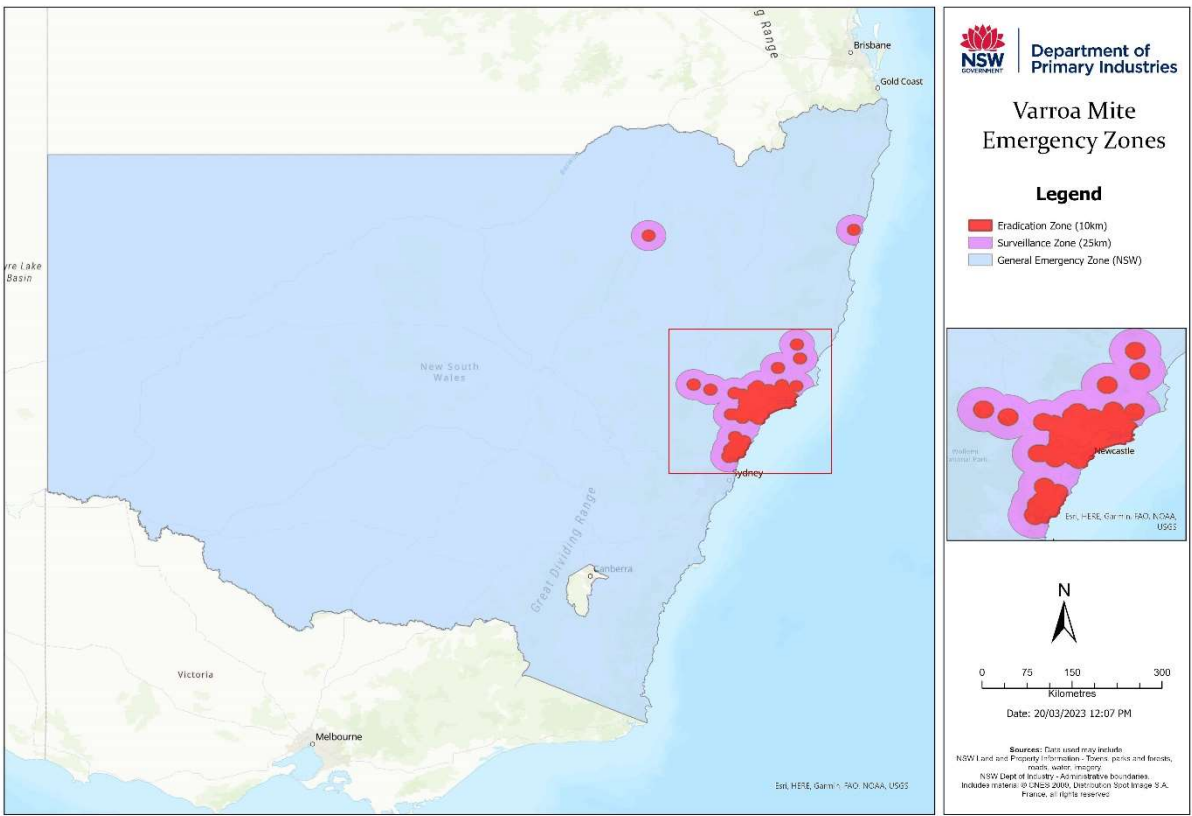 g Range
Brisbane
Gold Coast
yre Lake
Basin
New South
Wales
Sydney
Great Dividing Range
Canberra
Victoria
Melbourne
Esri, HERE, Garmin, FAO, NOAA, USGS
NSW
GOVERNMENT
Department of
Primary Industries
Varroa Mite
Emergency Zones
Legend
Eradication Zone (10km)
Surveillance Zone (25km)
General Emergency Zone (NSW)
Newcastle
Esri, HERE, Garmin, FAO, NOAA,
USGS
N
0 75 150 300
Kilometres
Date: 20/03/2023 12:07 PM
Sources: Data used may include
NSW Land and Property Information - Towns, parks and forests,
roads, water, imagery.
NSW Dept of Industry - Administrative boundaries.
Includes material © CNES 2009, Distribution Spot Image S.A.
France, all rights reserved